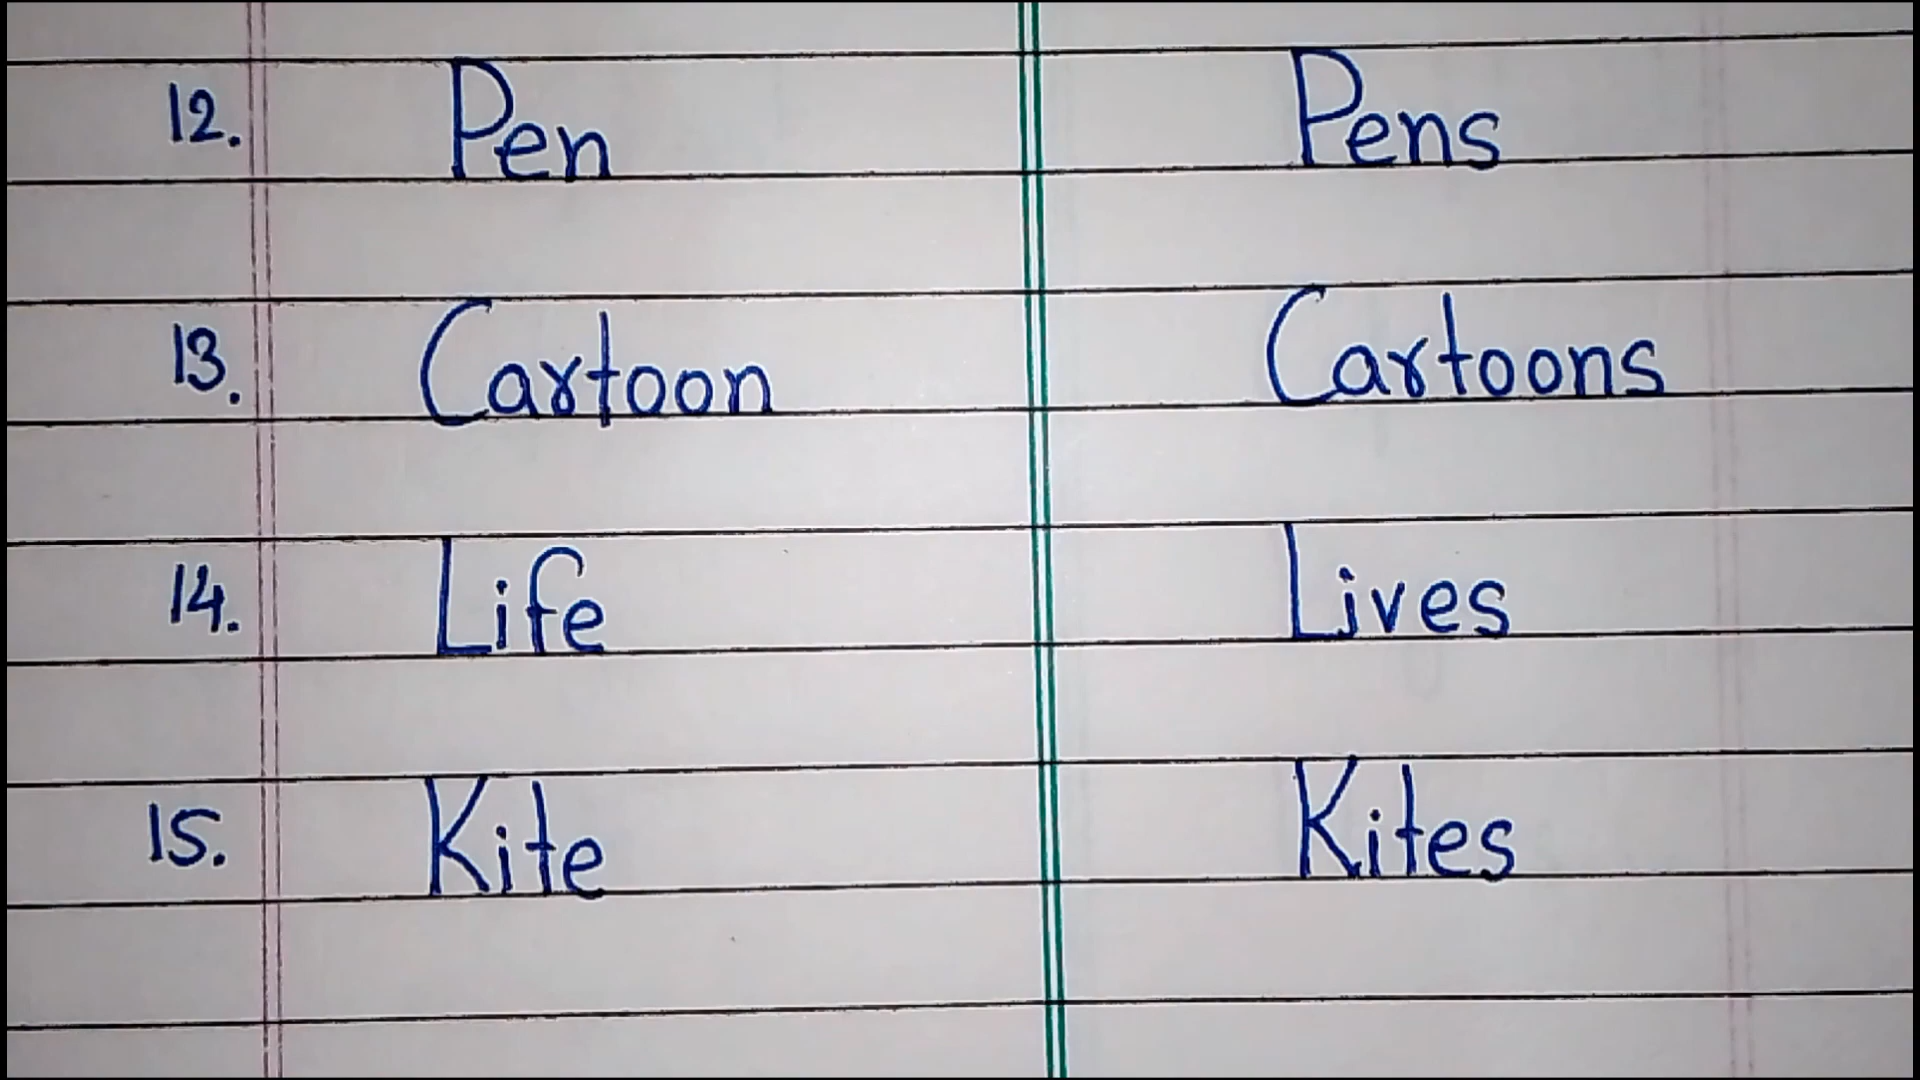 12. Pen Pens
13. Cartoon Cartoons
14. Life Lives
15. Kite Kites